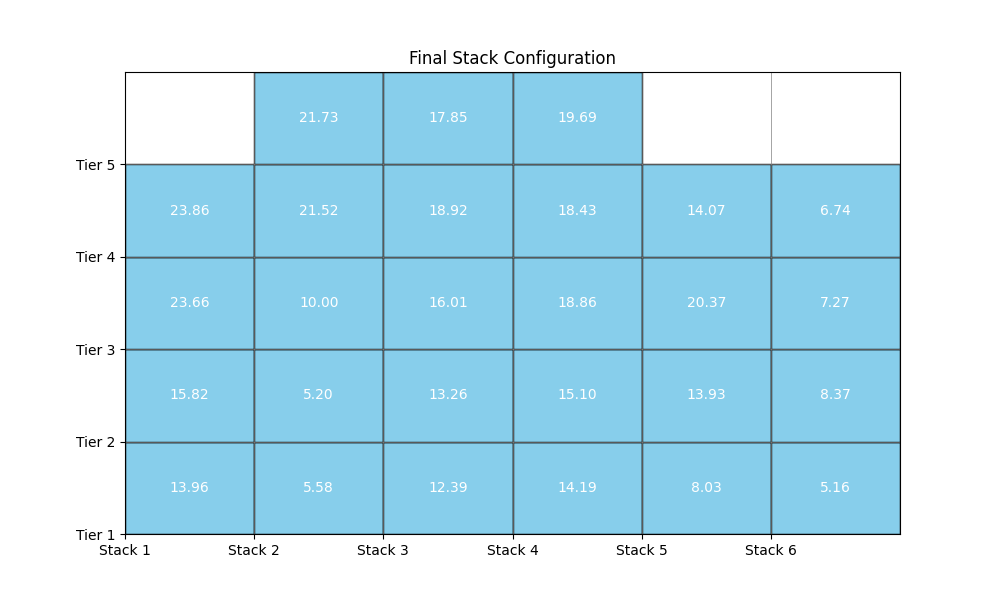 Final Stack Configuration
21.73 17.85 19.69
Tier 5
23.86 21.52 18.92 18.43 14.07 6.74
Tier 4
23.66 10.00 16.01 18.86 20.37 7.27
Tier 3
15.82 5.20 13.26 15.10 13.93 8.37
Tier 2
13.96 5.58 12.39 14.19 8.03 5.16
Tier 1
Stack 1 Stack 2 Stack 3 Stack 4 Stack 5 Stack 6